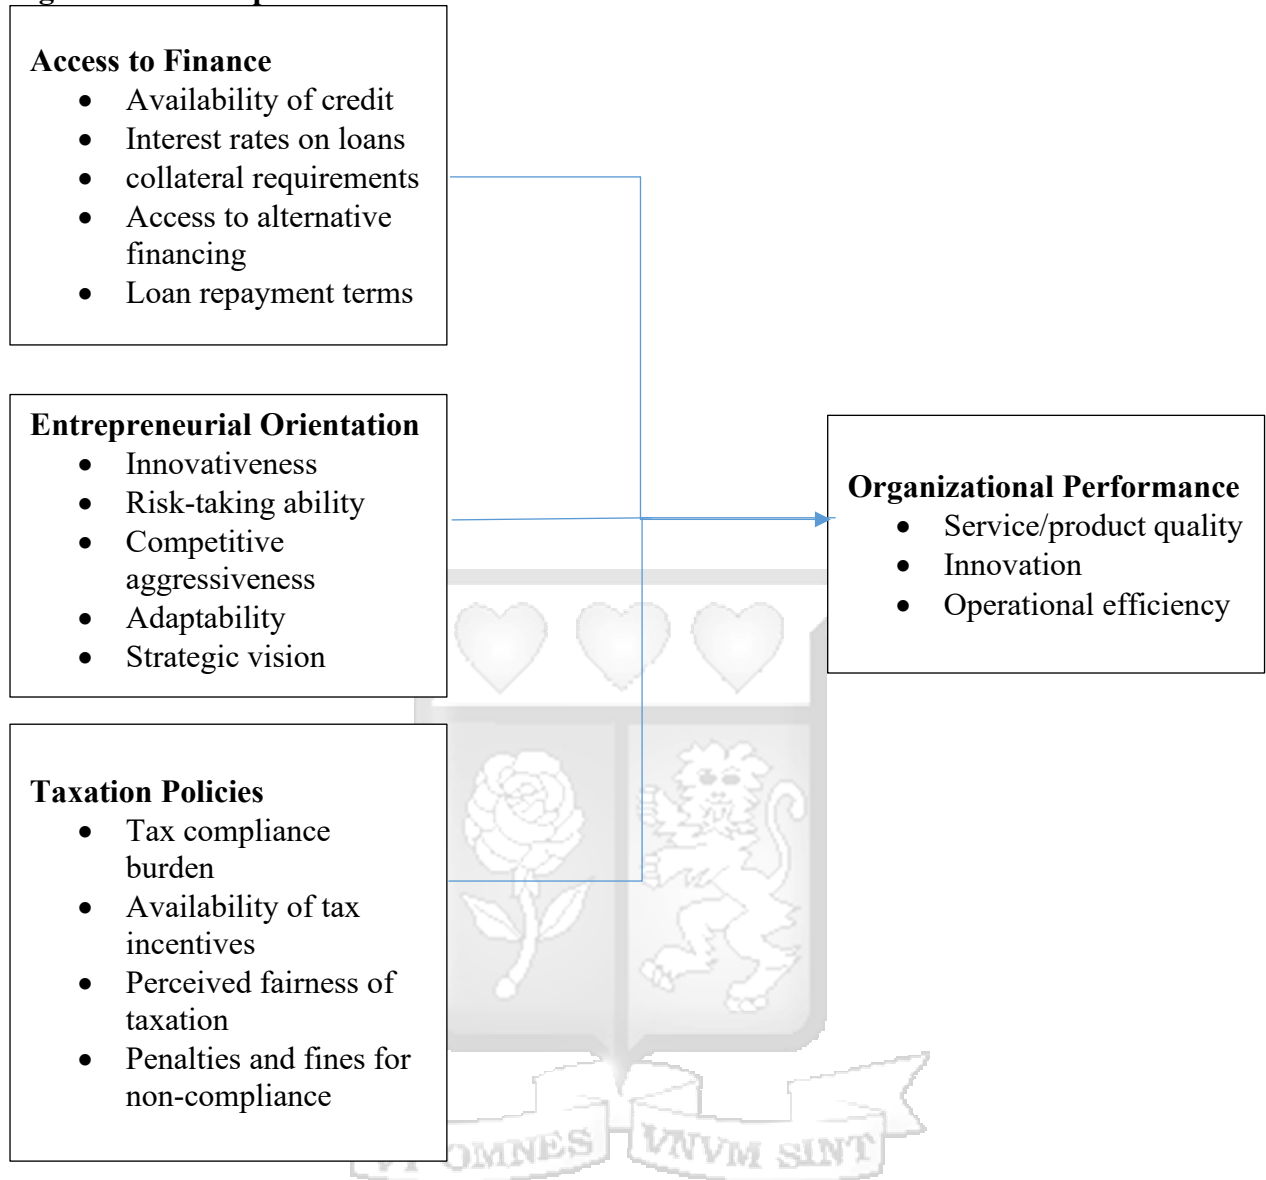 Access to Finance
• Availability of credit
• Interest rates on loans
• collateral requirements
• Access to alternative
financing
• Loan repayment terms
Entrepreneurial Orientation
• Innovativeness
• Risk-taking ability
• Competitive
aggressiveness
• Adaptability
• Strategic vision
Taxation Policies
• Tax compliance
burden
• Availability of tax
incentives
• Perceived fairness of
taxation
• Penalties and fines for
non-compliance
Organizational Performance
• Service/product quality
• Innovation
• Operational efficiency
VT OMNES VNVM SINT